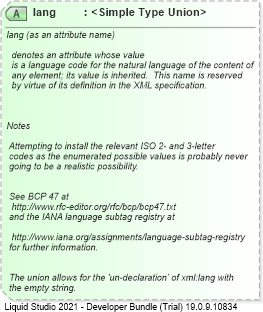 A lang : <Simple Type Union>
lang (as an attribute name)
denotes an attribute whose value
is a language code for the natural language of the content of
any element; its value is inherited. This name is reserved
by virtue of its definition in the XML specification.
Notes
Attempting to install the relevant ISO 2- and 3-letter
codes as the enumerated possible values is probably never
going to be a realistic possibility.
See BCP 47 at
http://www.rfc-editor.org/rfc/bcp/bcp47.txt
and the IANA language subtag registry at
http://www.iana.org/assignments/language-subtag-registry
for further information.
The union allows for the 'un-declaration' of xml:lang with
the empty string.
Liquid Studio 2021 - Developer Bundle (Trial) 19.0.9.10834